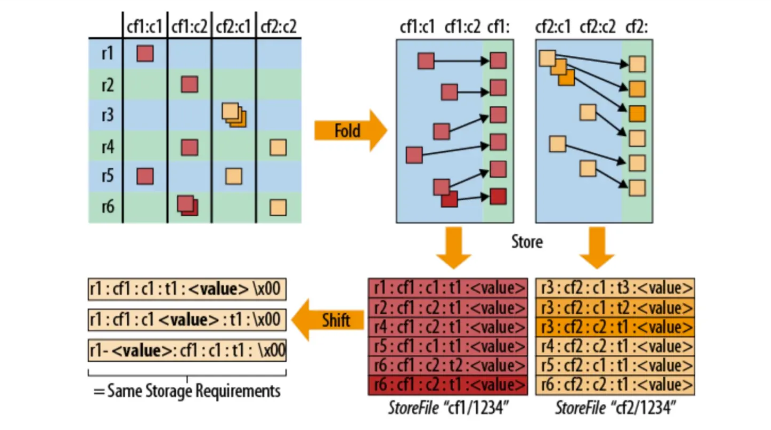 cf1:c1 cf1:c2 cf2:c1 cf2:c2
r1
r2
r3
r4
r5
r6
Fold
cf1:c1 cf1:c2 cf1:
cf2:c1 cf2:c2 cf2:
Store
r1 : cf1 : c1 : t1 : <value> \x00
r1 : cf1 : c1 <value> : t1 : \x00
r1- <value>: cf1 : c1 : t1 : \x00
= Same Storage Requirements
Shift
r1 : cf1 : c1 : t1 : <value>
r2 : cf1 : c2 : t1 : <value>
r4 : cf1 : c2 : t1 : <value>
r5 : cf1 : c1 : t1 : <value>
r6 : cf1 : c2 : t2 : <value>
r6 : cf1 : c2 : t1 : <value>
StoreFile "cf1/1234"
r3 : cf2 : c1 : t3 : <value>
r3 : cf2 : c1 : t2 : <value>
r3 : cf2 : c2 : t1 : <value>
r4 : cf2 : c2 : t1 : <value>
r5 : cf2 : c1 : t1 : <value>
r6 : cf2 : c2 : t1 : <value>
StoreFile "cf2/1234"